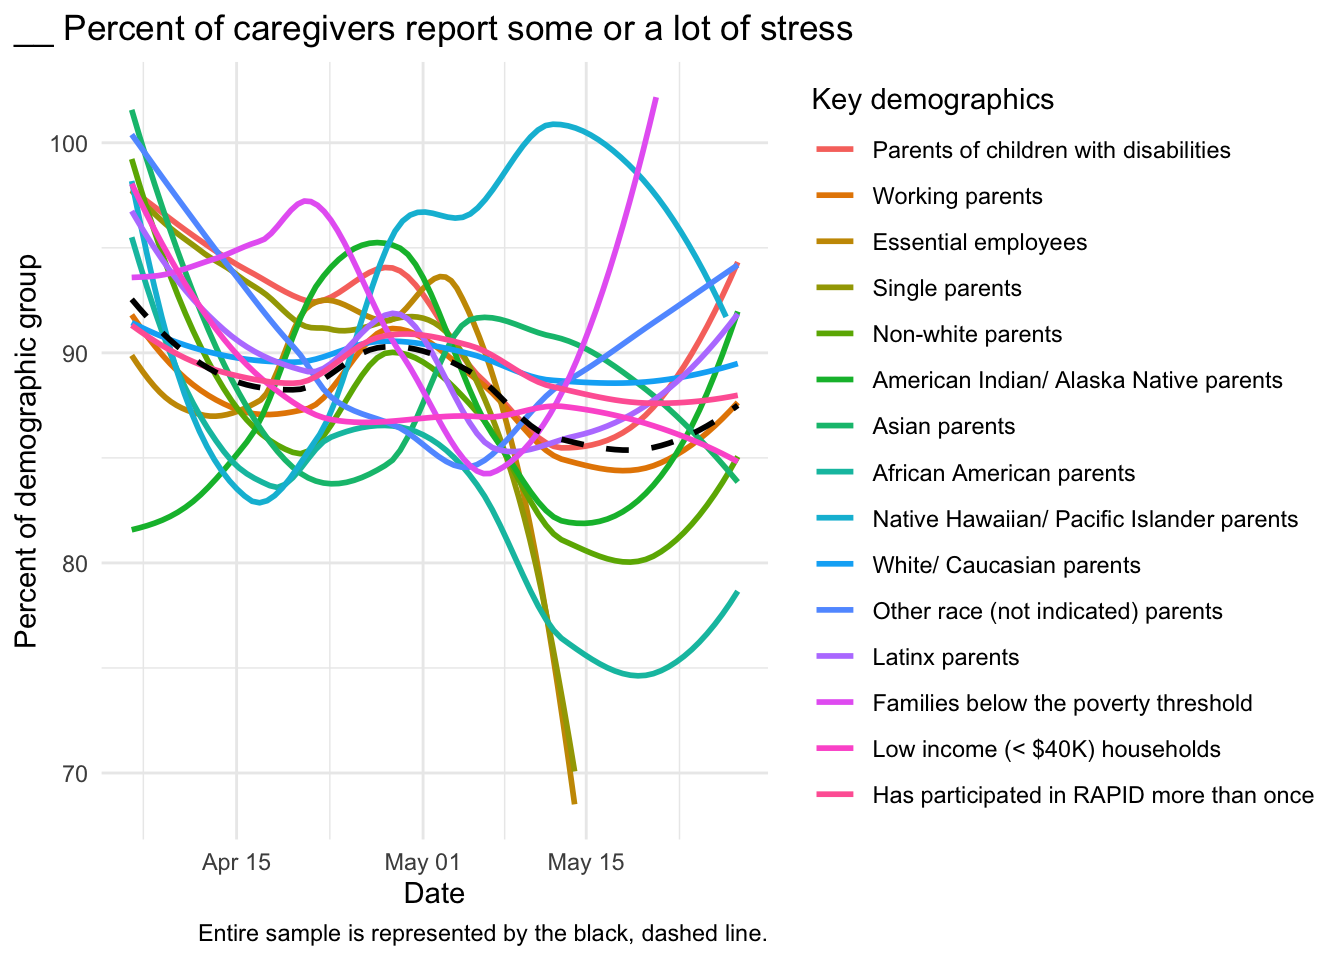 __ Percent of caregivers report some or a lot of stress
Percent of demographic group
100
90
80
70
Apr 15
May 01
May 15
Date
Key demographics
Parents of children with disabilities
Working parents
Essential employees
Single parents
Non-white parents
American Indian/ Alaska Native parents
Asian parents
African American parents
Native Hawaiian/ Pacific Islander parents
White/ Caucasian parents
Other race (not indicated) parents
Latinx parents
Families below the poverty threshold
Low income (< $40K) households
Has participated in RAPID more than once
Entire sample is represented by the black, dashed line.